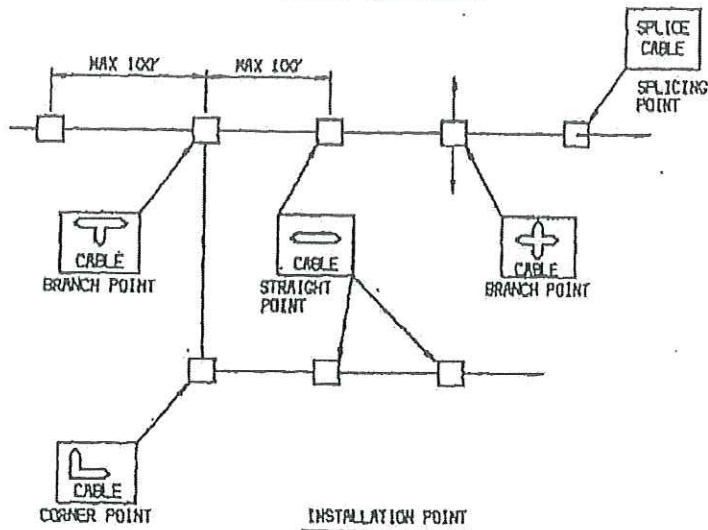 SPLICE
CABLE
SPLICING
POINT
MAX 100'
MAX 100'
CABLE
BRANCH POINT
CABLE
STRAIGHT
POINT
CABLE
BRANCH POINT
CABLE
CORNER POINT
INSTALLATION POINT